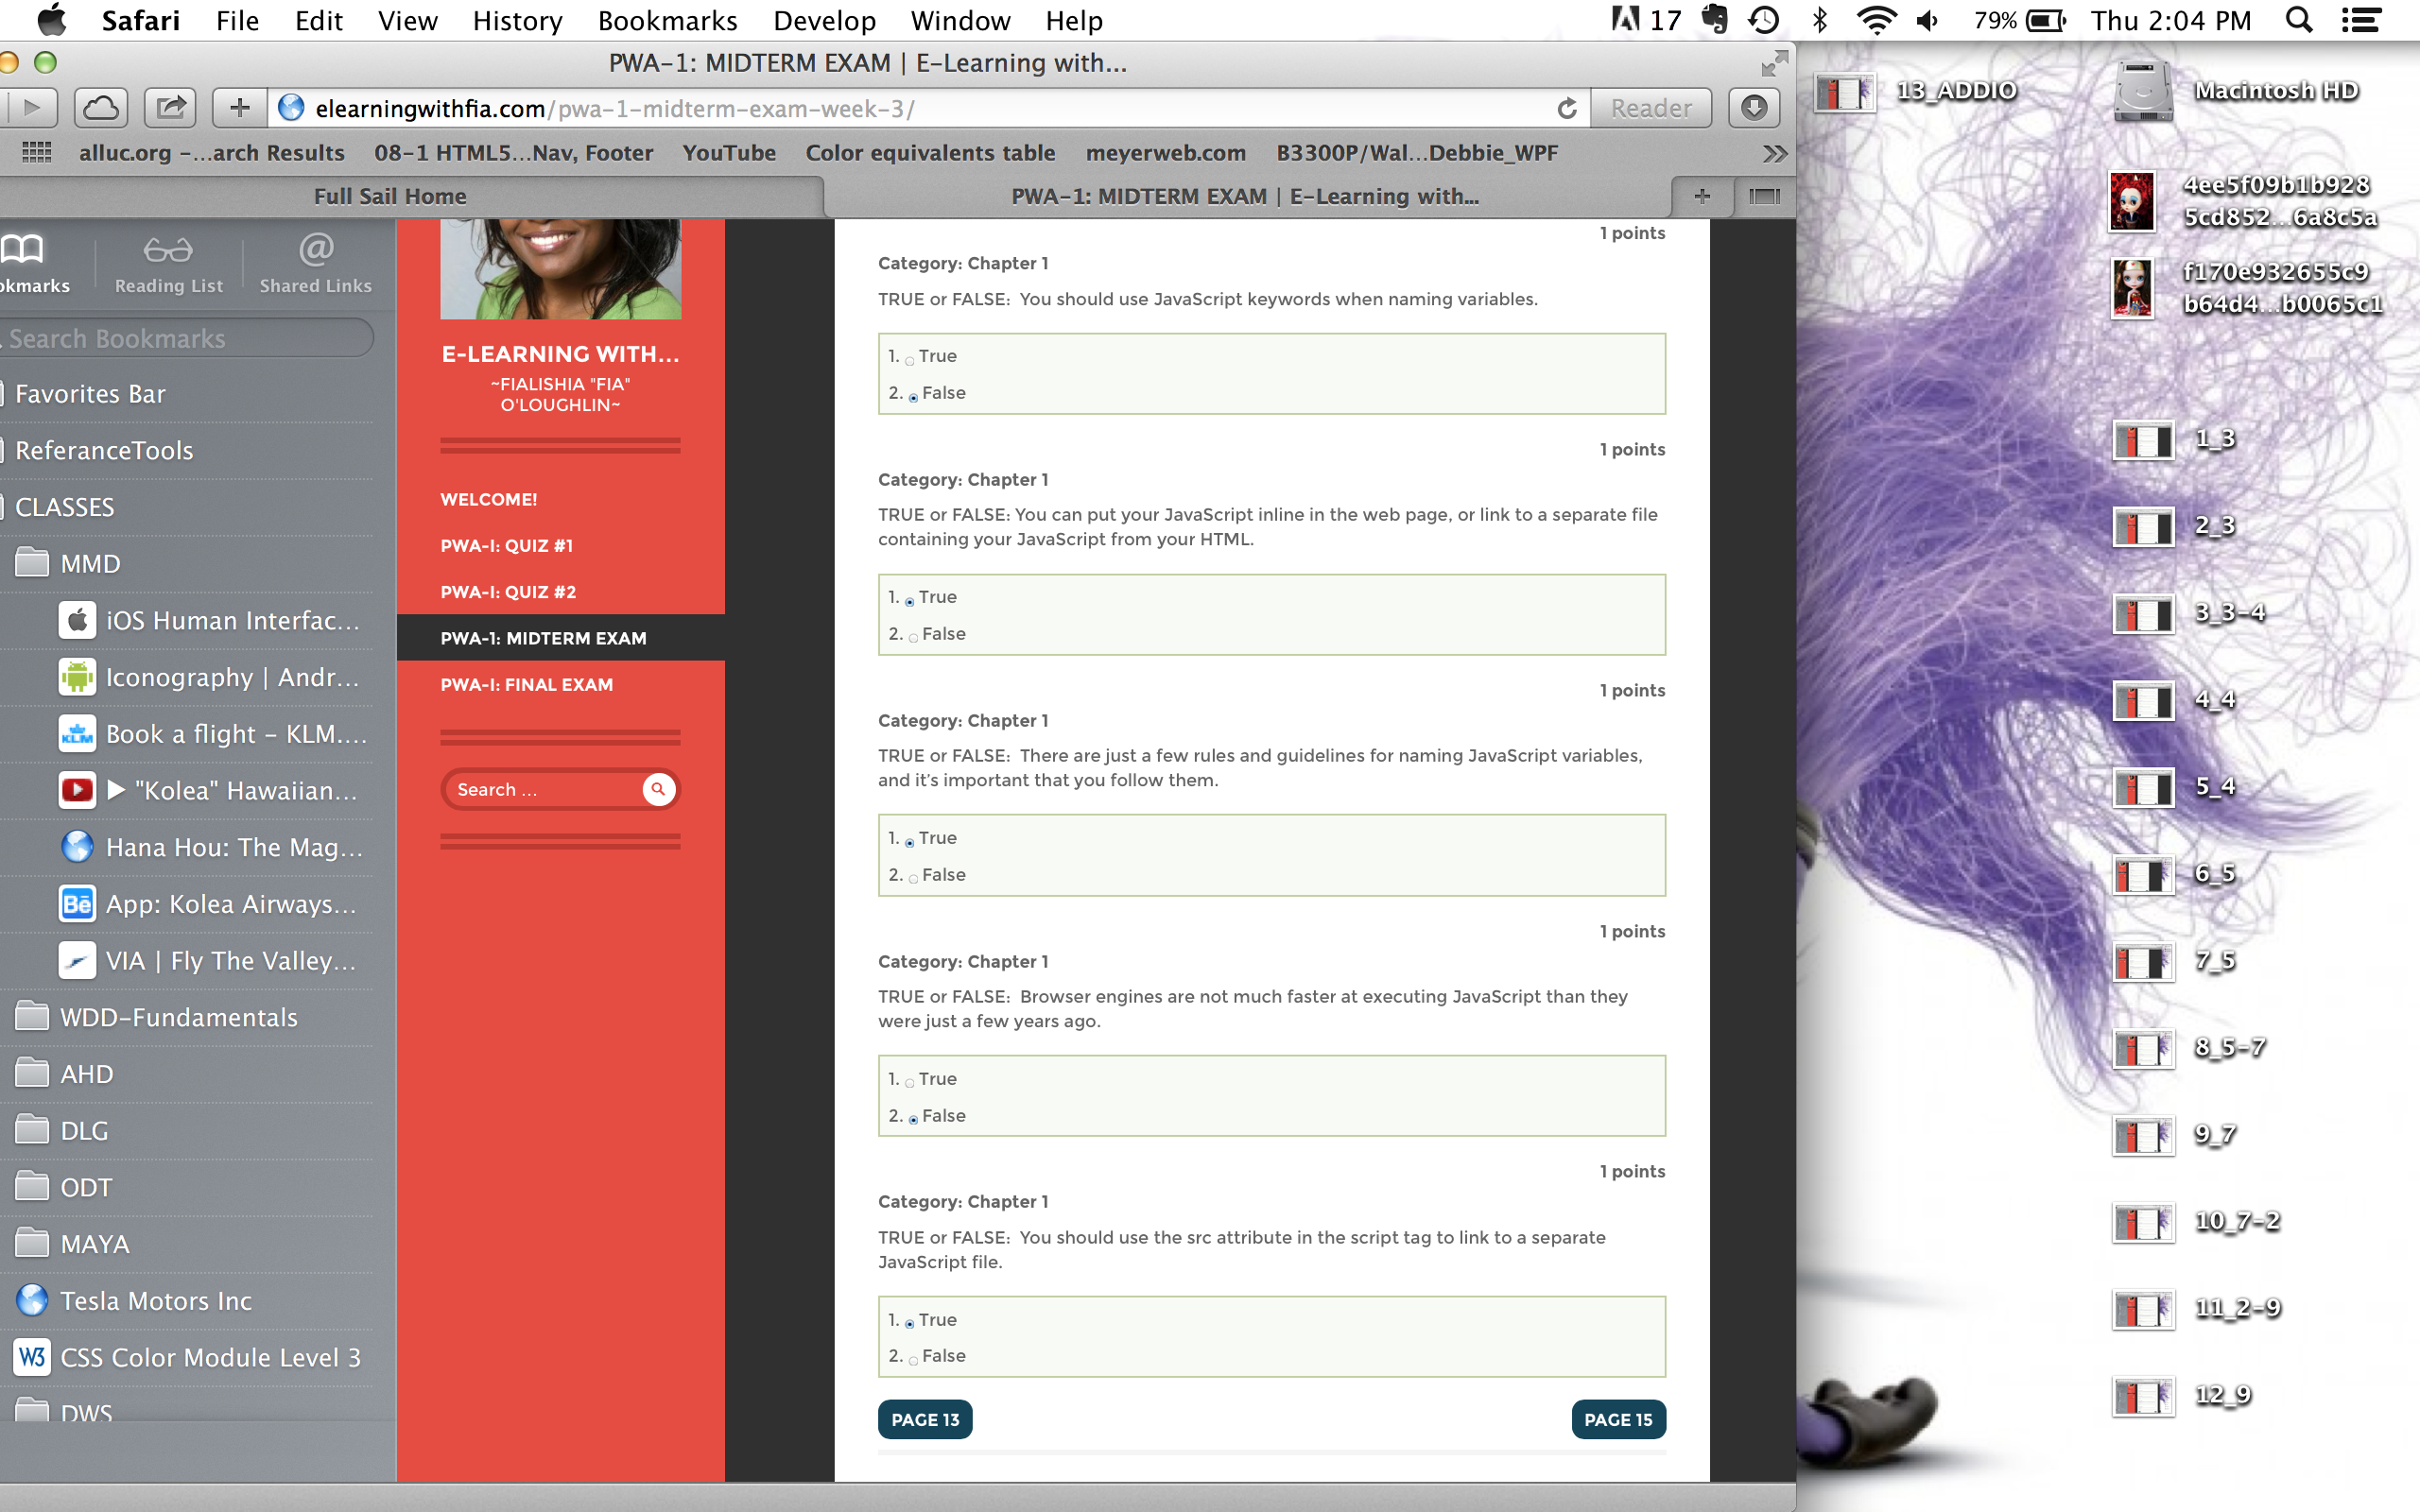 Safari File Edit View History Bookmarks Develop Window Help 17 79% Thu 2:04 PM
PWA-1: MIDTERM EXAM | E-Learning with...
elearningwithfia.com/pwa-1-midterm-exam-week-3/ Reader
alluc.org -...arch Results 08-1 HTML5...Nav, Footer YouTube Color equivalents table meyerweb.com B3300P/Wal...Debbie_WPF
Full Sail Home PWA-1: MIDTERM EXAM | E-Learning with...
okmarks Reading List Shared Links
Search Bookmarks
Favorites Bar
ReferanceTools
CLASSES
MMD
iOS Human Interfac...
Iconography | Andr...
Book a flight - KLM....
▶ "Kolea" Hawaiian...
Hana Hou: The Mag...
App: Kolea Airways...
VIA | Fly The Valley...
WDD-Fundamentals
AHD
DLG
ODT
MAYA
Tesla Motors Inc
W3 CSS Color Module Level 3
DWS
E-LEARNING WITH...
~FIALISHIA "FIA"
O'LOUGHLIN~
WELCOME!
PWA-I: QUIZ #1
PWA-I: QUIZ #2
PWA-1: MIDTERM EXAM
PWA-I: FINAL EXAM
Search ...
1 points
Category: Chapter 1
TRUE or FALSE:  You should use JavaScript keywords when naming variables.
1. True
2. False
1 points
Category: Chapter 1
TRUE or FALSE: You can put your JavaScript inline in the web page, or link to a separate file
containing your JavaScript from your HTML.
1. True
2. False
1 points
Category: Chapter 1
TRUE or FALSE:  There are just a few rules and guidelines for naming JavaScript variables,
and it's important that you follow them.
1. True
2. False
1 points
Category: Chapter 1
TRUE or FALSE:  Browser engines are not much faster at executing JavaScript than they
were just a few years ago.
1. True
2. False
1 points
Category: Chapter 1
TRUE or FALSE:  You should use the src attribute in the script tag to link to a separate
JavaScript file.
1. True
2. False
PAGE 13 PAGE 15
13_ADDIO
Macintosh HD
4ee5f09b1b928
5cd852...6a8c5a
f170e932655c9
b64d4...b0065c1
1_3
2_3
3_3-4
4_4
5_4
6_5
7_5
8_5-7
9_7
10_7-2
11_2-9
12_9